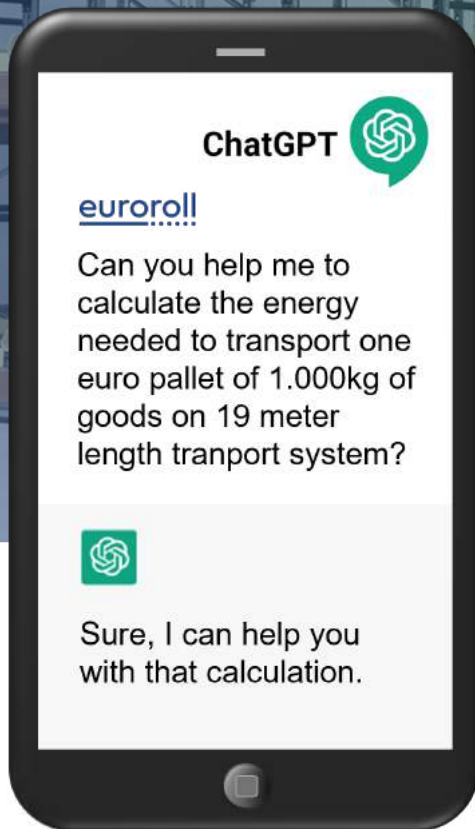 ChatGPT
euroroll
Can you help me to
calculate the energy
needed to transport one
euro pallet of 1.000kg of
goods on 19 meter
length tranport system?
Sure, I can help you
with that calculation.